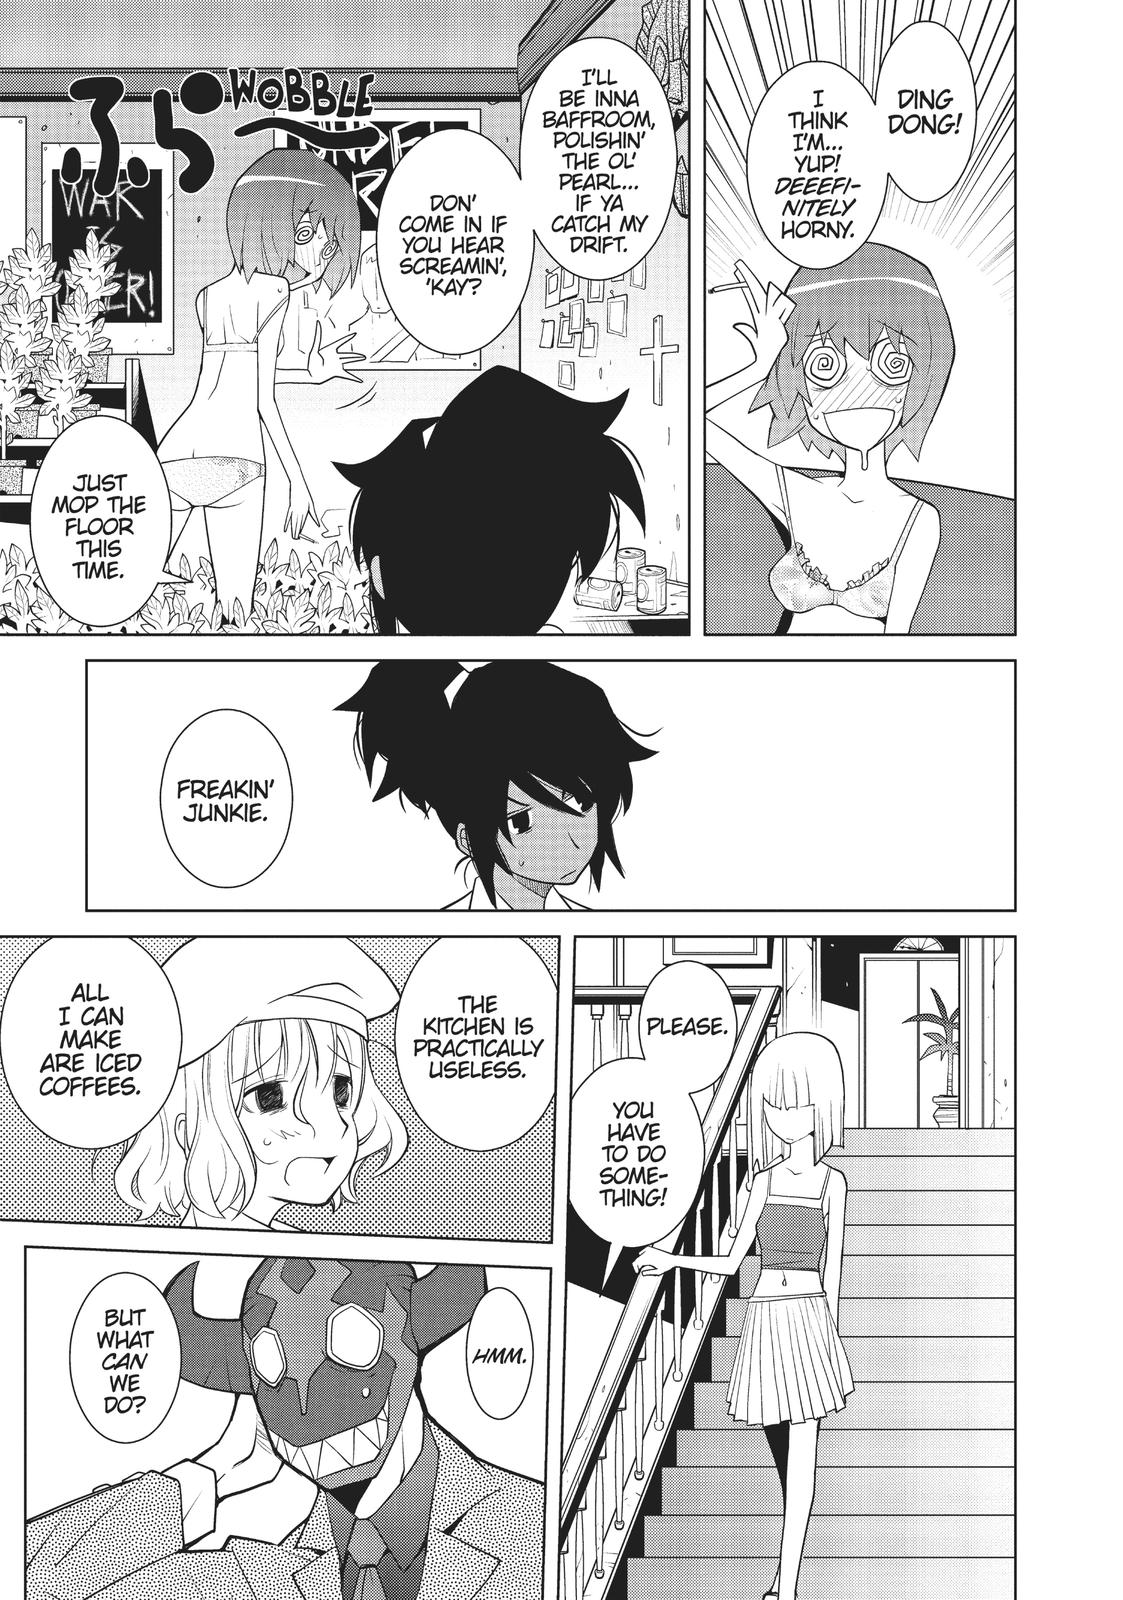 DING
DONG!
I
THINK
I'M...
YUP!
DEEEFI-
NITELY
HORNY.
I'LL
BE INNA
BAFFROOM,
POLISHIN'
THE OL'
PEARL...
IF YA
CATCH MY
DRIFT.
DON'
COME IN IF
YOU HEAR
SCREAMIN',
'KAY?
ふら
WOBBLE
WAR
IS
JUST
MOP THE
FLOOR
THIS
TIME.
FREAKIN'
JUNKIE.
PLEASE.
YOU
HAVE
TO DO
SOME-
THING!
THE
KITCHEN IS
PRACTICALLY
USELESS.
ALL
I CAN
MAKE
ARE ICED
COFFEES.
HMM.
BUT
WHAT
CAN
WE
DO?